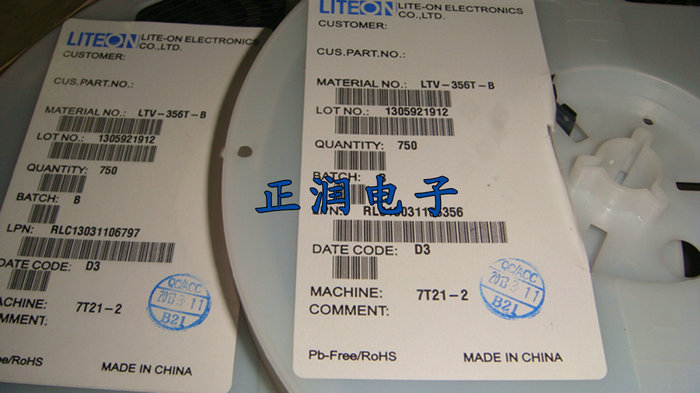 LITEON LITE-ON ELECTRONICS
CO.,LTD.
CUSTOMER:
CUS.PART.NO.:
MATERIAL NO.: LTV-356T-B
LOT NO.: 1305921912
QUANTITY: 750
BATCH: B
LPN: RLC13031106797
DATE CODE: D3
MACHINE: 7T21-2
COMMENT:
QC/ACC
2013.3.11
B21
Pb-Free/RoHS
MADE IN CHINA
LITEON LITE-ON ELECTRONICS
CO.,LTD.
CUSTOMER:
CUS.PART.NO.:
MATERIAL NO.: LTV-356T-B
LOT NO.: 1305921912
QUANTITY: 750
BATCH:
正润电子
DATE CODE: D3
MACHINE: 7T21-2
COMMENT:
QC/ACC
2013.3.11
B21
Pb-Free/RoHS
MADE IN CHINA